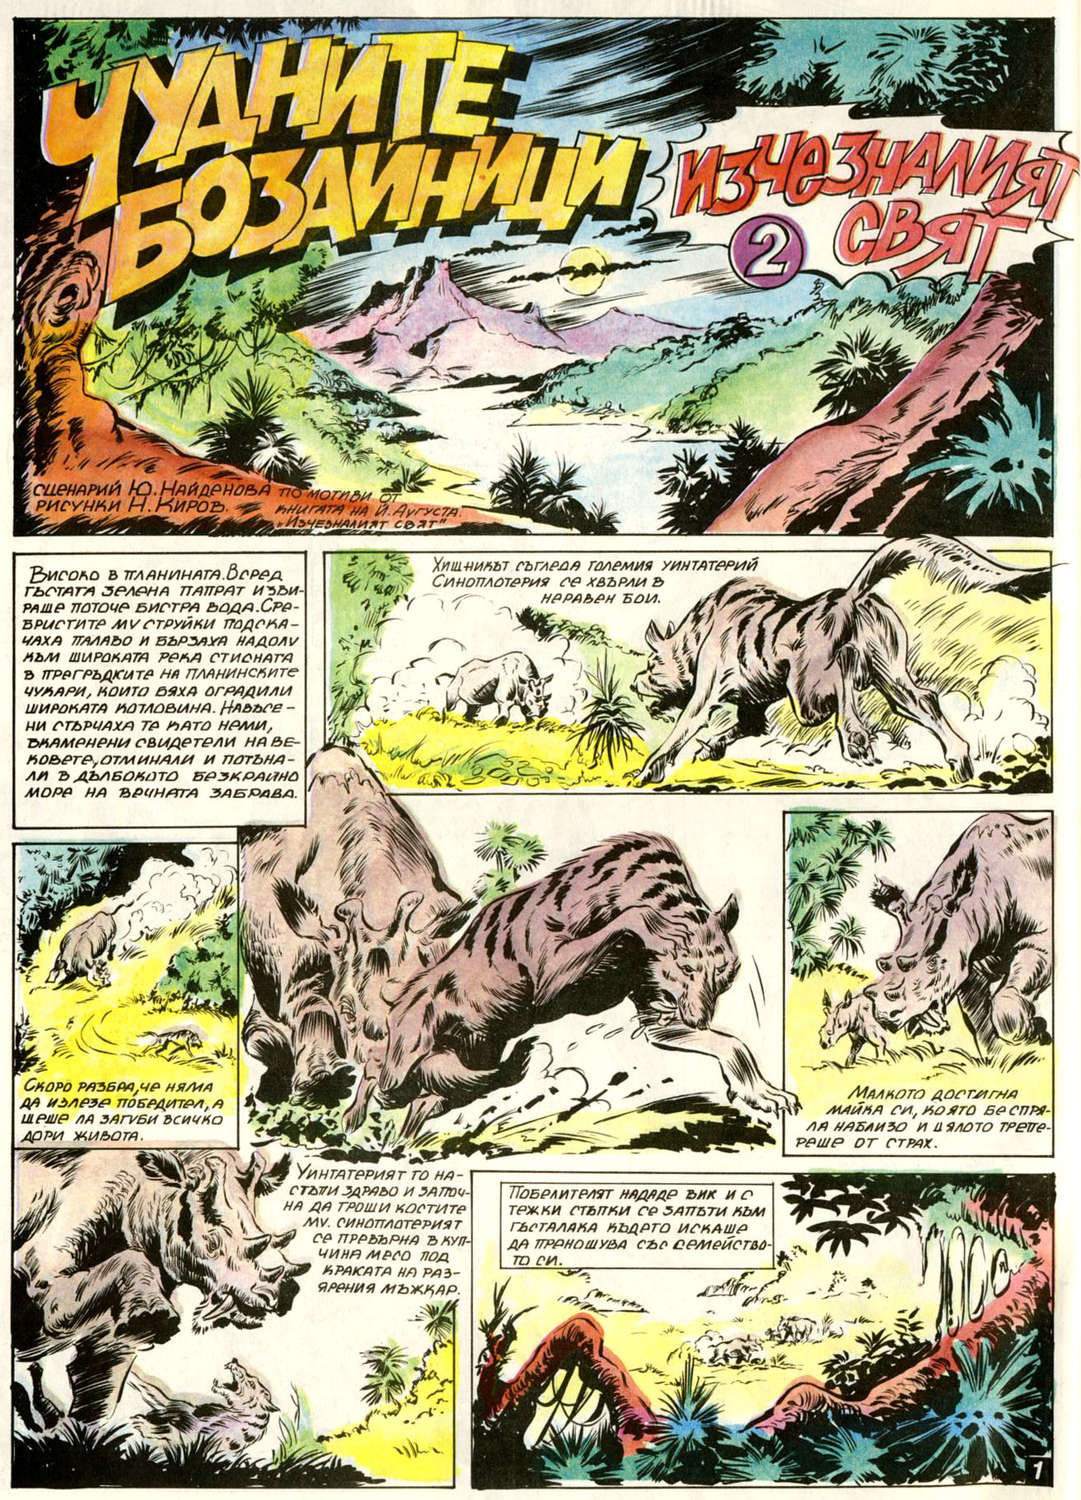 ЧУДНИТЕ
БОЗАЙНИЦИ
ИЗЧЕЗНАЛИЯТ
СВЯТ
2
СЦЕНАРИЙ Ю. НАЙДЕНОВА ПО МОТИВИ ОТ
РИСУНКИ Н. КИРОВ. КНИГАТА НА Й. АУГУСТА.
„ИЗЧЕЗНАЛИЯТ СВЯТ“
ВИСОКО В ПЛАНИНАТА. ВСРЕД
ГЪСТАТА ЗЕЛЕНА ПАПРАТ ИЗВИ-
РАШЕ ПОТОЧЕ БИСТРА ВОДА. СРЕ-
БРИСТИТЕ МУ СТРУЙКИ ПОДСКА-
ЧАХА ПАЛАВО И БЪРЗАХА НАДОЛУ
КЪМ ШИРОКАТА РЕКА СТИСНАТА
В ПРЕГРЪДКИТЕ НА ПЛАНИНСКИТЕ
ЧУКАРИ, КОИТО БЯХА ОГРАДИЛИ
ШИРОКАТА КОТЛОВИНА. НАВЪСЕ-
НИ СТЪРЧАХА ТЕ КАТО НЕМИ,
ВКАМЕНЕНИ СВИДЕТЕЛИ НА ВЕ-
КОВЕТЕ, ОТМИНАЛИ И ПОТЪНА-
ЛИ В ДЪЛБОКОТО БЕЗКРАЙНО
МОРЕ НА ВЕЧНАТА ЗАБРАВА.
ХИЩНИКЪТ СЪГЛЕДА ГОЛЕМИЯ УИНТАТЕРИЙ
СИНОПЛОТЕРИЯ СЕ ХВЪРЛИ В
НЕРАВЕН БОЙ.
СКОРО РАЗБРА, ЧЕ НЯМА
ДА ИЗЛЕЗЕ ПОБЕДИТЕЛ, А
ЩЕШЕ ДА ЗАГУБИ ВСИЧКО
ДОРИ ЖИВОТА.
МАЛКОТО ДОСТИГНА
МАЙКА СИ, КОЯТО БЕ СПРЯ-
ЛА НАБЛИЗО И ЦЯЛОТО ТРЕПЕ-
РЕШЕ ОТ СТРАХ.
УИНТАТЕРИЯТ ГО НА-
СТЪПИ ЗДРАВО И ЗАПОЧ-
НА ДА ТРОШИ КОСТИТЕ
МУ. СИНОПЛОТЕРИЯТ
СЕ ПРЕВЪРНА В КУП-
ЧИНА МЕСО ПОД
КРАКАТА НА РАЗ-
ЯРЕНИЯ МЪЖКАР.
ПОБЕДИТЕЛЯТ НАДАДЕ ВИК И С
ТЕЖКИ СТЪПКИ СЕ ЗАПЪТИ КЪМ
ГЪСТАЛАКА КЪДЕТО ИСКАШЕ
ДА ПРЕНОЩУВА СЪС СЕМЕЙСТВО-
ТО СИ.
1